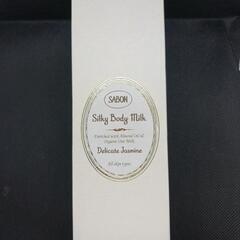 SABON
Silky Body Milk
Enriched with Almond Oil &
Organic Oat Milk
Delicate Jasmine
All skin types